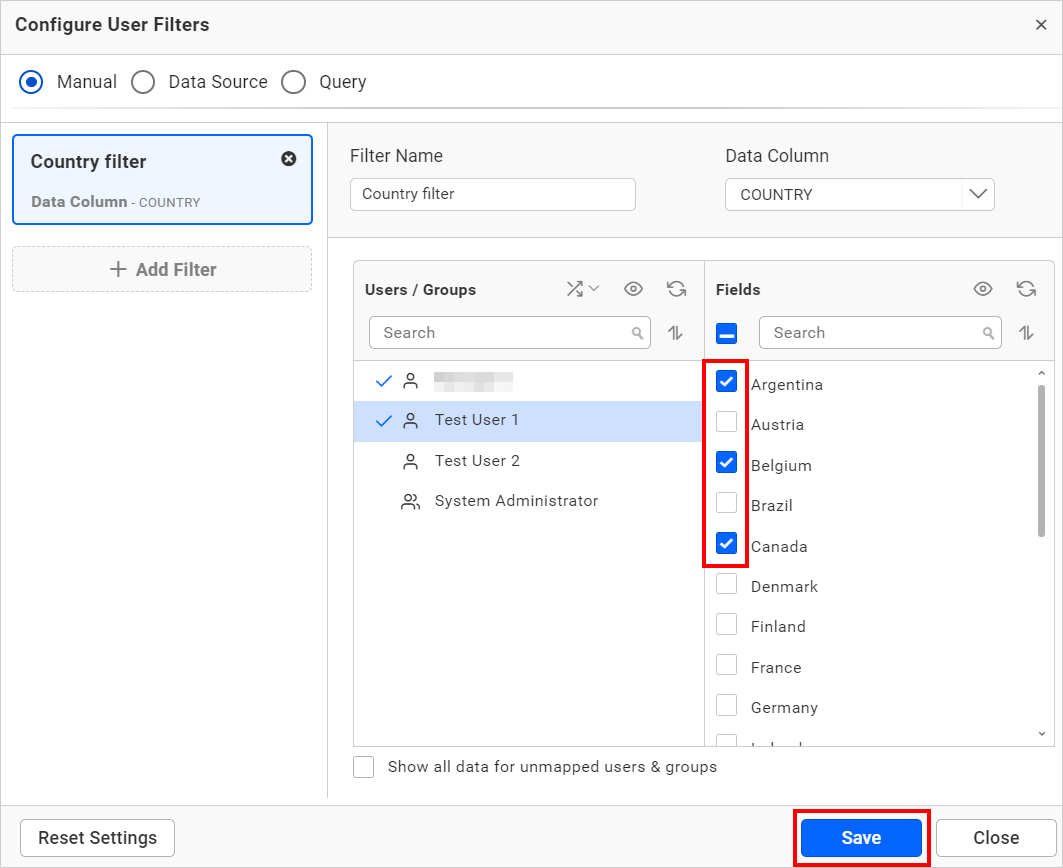 Configure User Filters
Manual
Data Source
Query
Country filter
Data Column - COUNTRY
Add Filter
Filter Name
Data Column
Country filter
COUNTRY
Users / Groups
Fields
Search
Search
Test User 1
Test User 2
System Administrator
Argentina
Austria
Belgium
Brazil
Canada
Denmark
Finland
France
Germany
Show all data for unmapped users & groups
Reset Settings
Save
Close